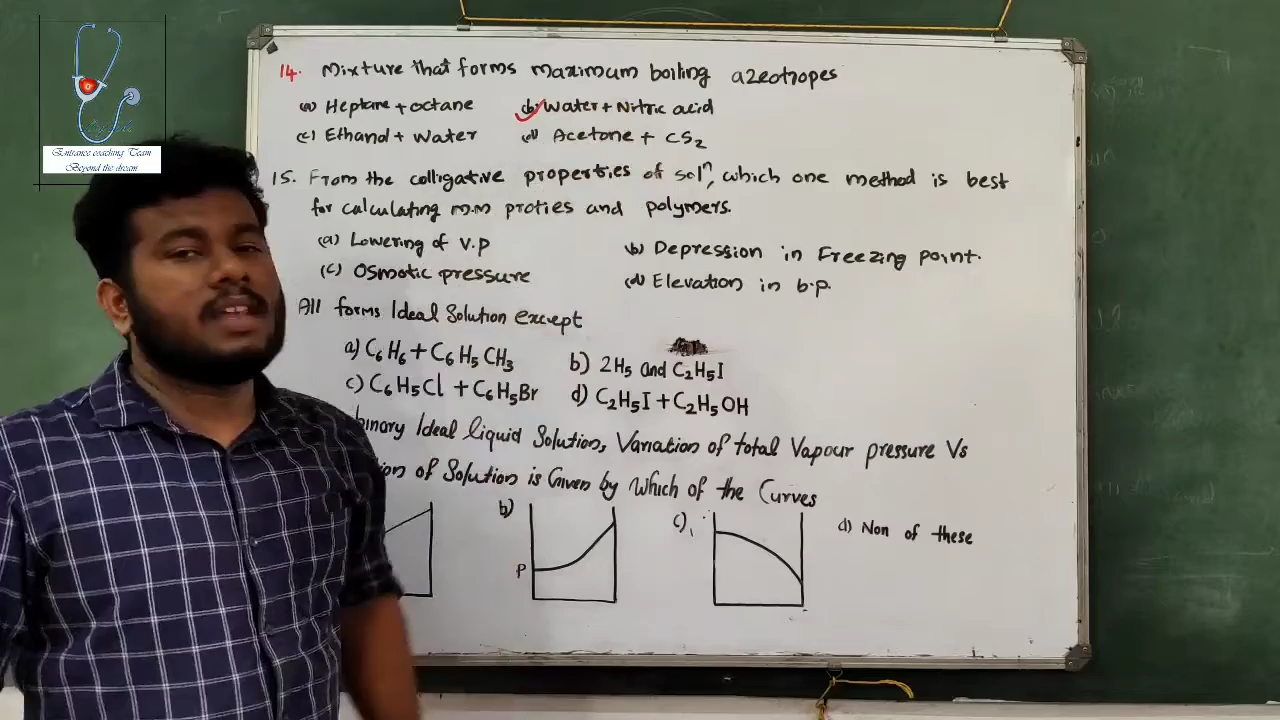 Entrance coaching Team
Beyond the dream
14. Mixture that forms maximum boiling azeotropes
(a) Heptane + octane (b) Water + Nitric acid
(c) Ethanol + Water (d) Acetone + CS2
15. From the colligative properties of solⁿ, which one method is best
for calculating m.m proties and polymers.
(a) Lowering of v.p (b) Depression in Freezing point.
(c) Osmotic pressure (d) Elevation in b.p.
All forms Ideal Solution except
a) C6H6 + C6H5CH3 b) 2H5 and C2H5I
c) C6H5Cl + C6H5Br d) C2H5I + C2H5OH
binary Ideal liquid Solution, Variation of total Vapour pressure Vs
of Solution is Given by Which of the Curves
b) c) d) Non of these
P